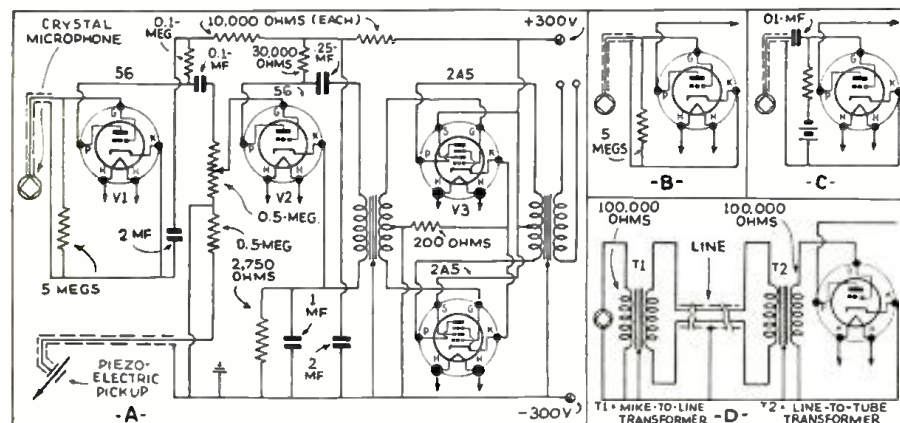 CRYSTAL
MICROPHONE
0.1-
MEG.
10,000 OHMS (EACH)
+300V
0.1-
MF
30,000
OHMS
.25-
MF
56
56
2A5
G
P
K
H
H
V1
G
P
K
H
H
V2
S
G
P
K
H
H
V3
2 MF
0.5-MEG.
0.5-MEG
2,750
OHMS
200 OHMS
2A5
S
G
P
K
H
H
5 MEGS
1
MF
2
MF
PIEZO-
ELECTRIC
PICKUP
-A-
-300V
G
P
K
H
H
5
MEGS
-B-
01-MF
G
P
K
H
H
-C-
100,000
OHMS
100,000
OHMS
LINE
T1
T2
P
K
H
H
T1=MIKE-TO-LINE
TRANSFORMER
-D-
T2= LINE-TO-TUBE
TRANSFORMER